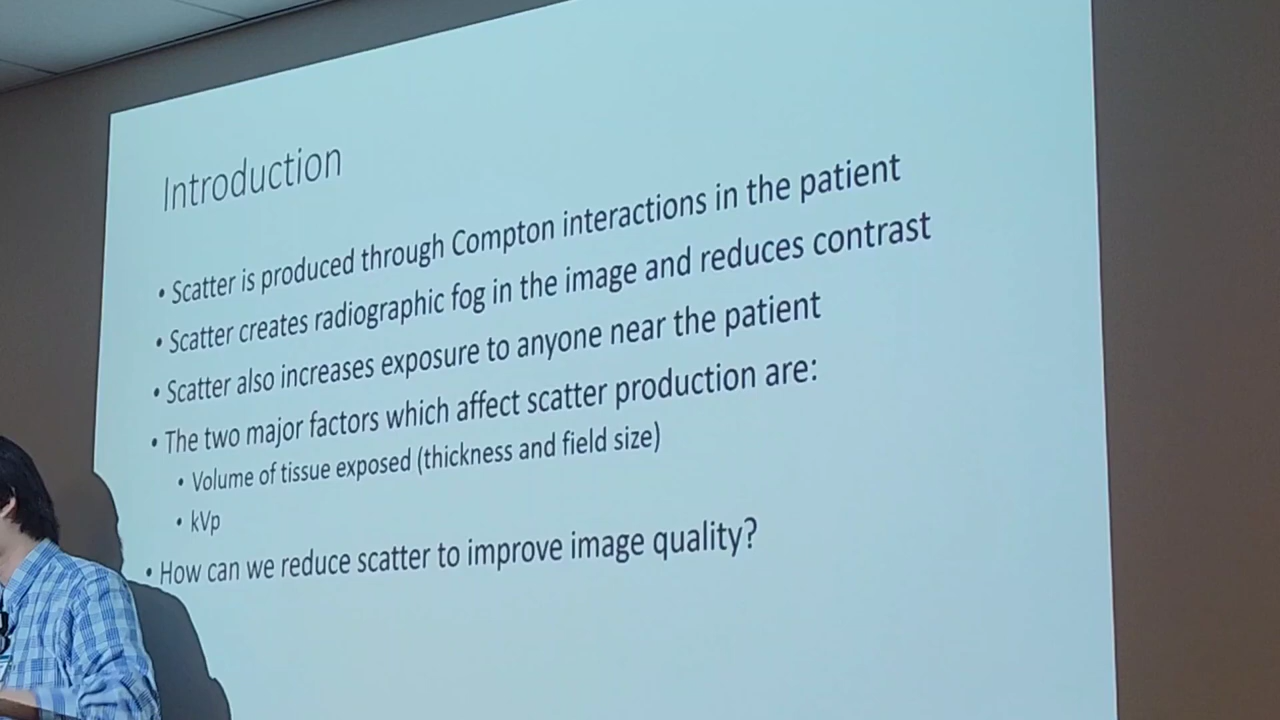 Introduction
• Scatter is produced through Compton interactions in the patient
• Scatter creates radiographic fog in the image and reduces contrast
• Scatter also increases exposure to anyone near the patient
• The two major factors which affect scatter production are:
• Volume of tissue exposed (thickness and field size)
• kVp
• How can we reduce scatter to improve image quality?